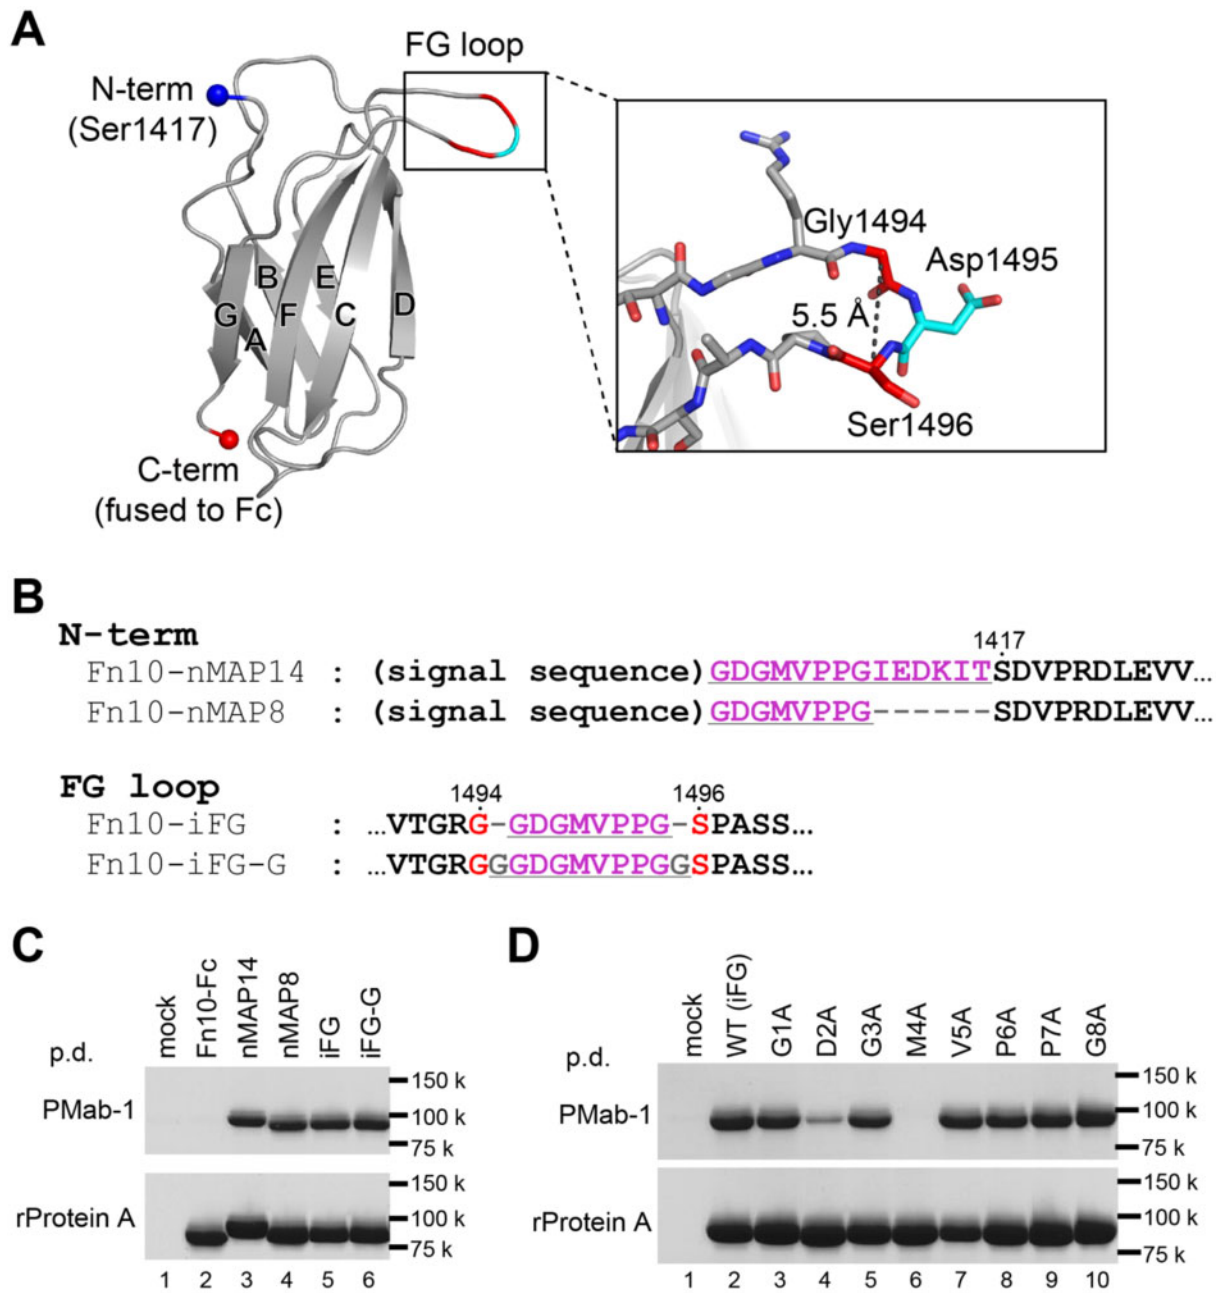 A
FG loop
N-term
(Ser1417)
B
E
G
F
C
D
A
C-term
(fused to Fc)
Gly1494
Asp1495
5.5 Å
Ser1496
B
N-term
1417
Fn10-nMAP14 : (signal sequence)GDGMVPPGIEDKITSDVPRDLEVV...
Fn10-nMAP8 : (signal sequence)GDGMVPPG------SDVPRDLEVV...
FG loop
1494 1496
Fn10-iFG : ...VTGRG-GDGMVPPG-SPASS...
Fn10-iFG-G : ...VTGRGGGDGMVPPGGSPASS...
C
mock
Fn10-Fc
nMAP14
nMAP8
iFG
iFG-G
p.d.
PMab-1
150 k
100 k
75 k
rProtein A
150 k
100 k
75 k
1 2 3 4 5 6
D
mock
WT (iFG)
G1A
D2A
G3A
M4A
V5A
P6A
P7A
G8A
p.d.
PMab-1
150 k
100 k
75 k
rProtein A
150 k
100 k
75 k
1 2 3 4 5 6 7 8 9 10